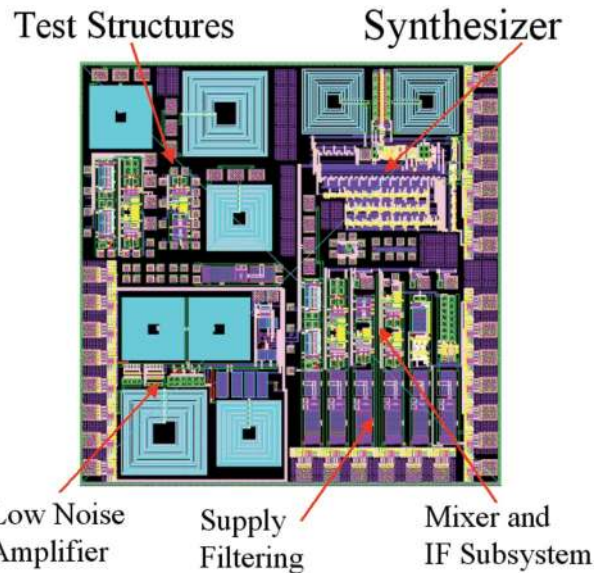 Test Structures
Synthesizer
Low Noise
Amplifier
Supply
Filtering
Mixer and
IF Subsystem